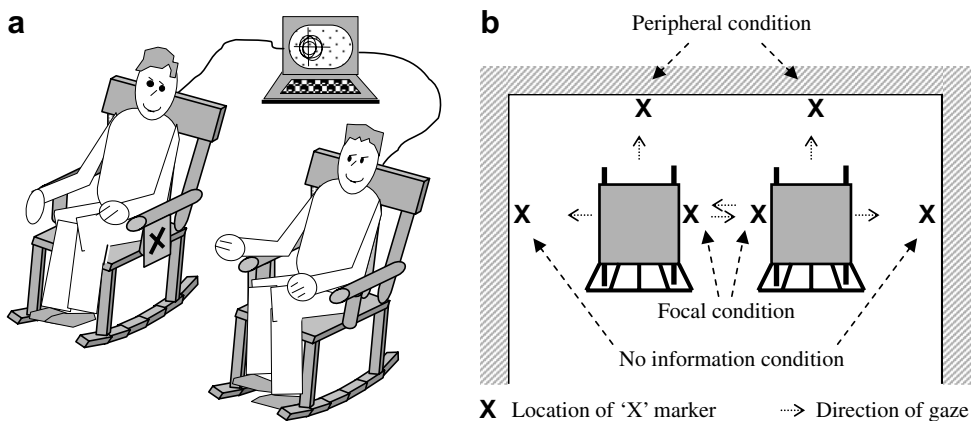 a
X
b
Peripheral condition
X X
X X X X
Focal condition
No information condition
X Location of ‘X’ marker Direction of gaze